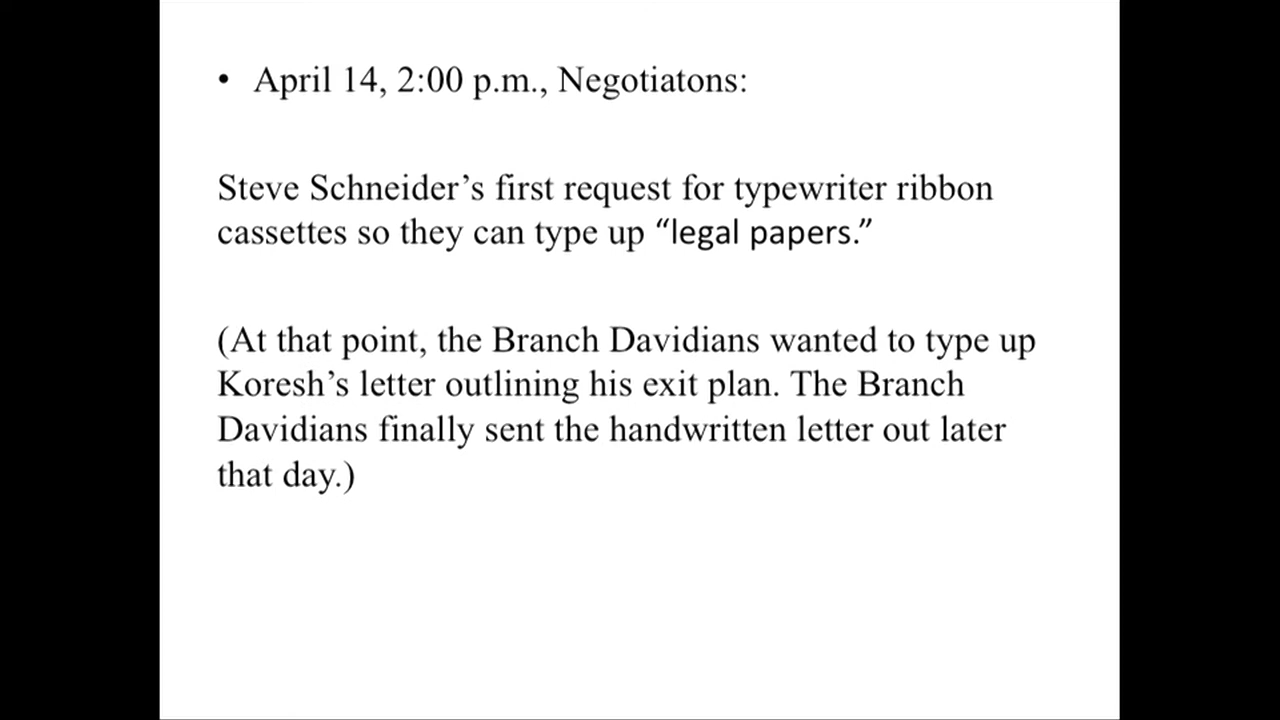 • April 14, 2:00 p.m., Negotiatons:
Steve Schneider’s first request for typewriter ribbon
cassettes so they can type up “legal papers.”
(At that point, the Branch Davidians wanted to type up
Koresh’s letter outlining his exit plan. The Branch
Davidians finally sent the handwritten letter out later
that day.)